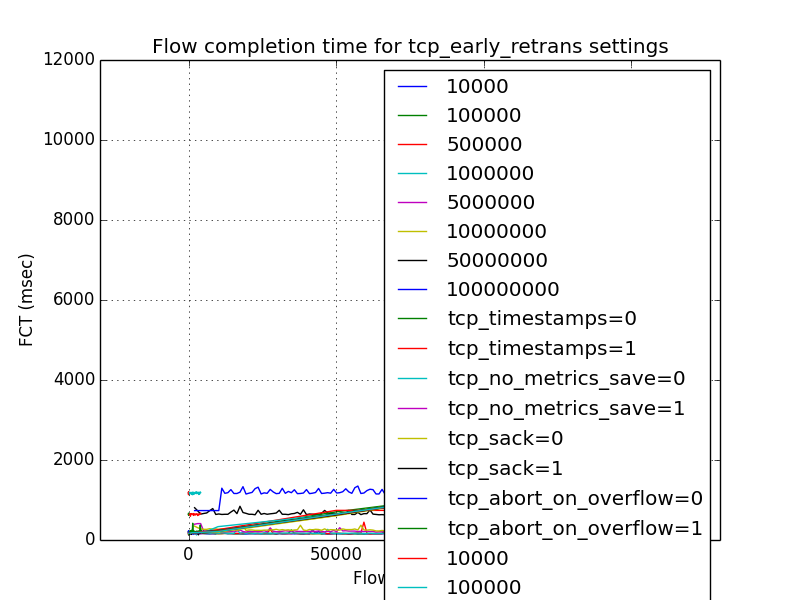 Flow completion time for tcp_early_retrans settings
12000
10000
8000
6000
4000
2000
0
FCT (msec)
0
50000
Flow
10000
100000
500000
1000000
5000000
10000000
50000000
100000000
tcp_timestamps=0
tcp_timestamps=1
tcp_no_metrics_save=0
tcp_no_metrics_save=1
tcp_sack=0
tcp_sack=1
tcp_abort_on_overflow=0
tcp_abort_on_overflow=1
10000
100000